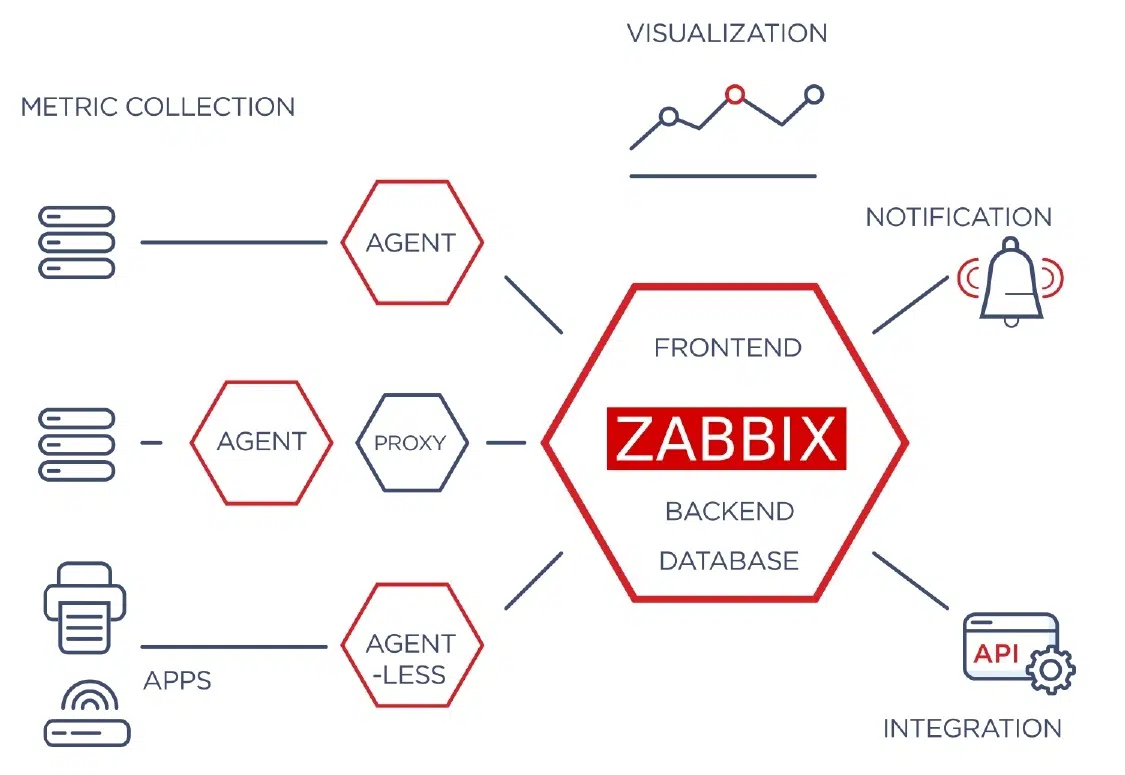 VISUALIZATION
METRIC COLLECTION
NOTIFICATION
AGENT
FRONTEND
AGENT
PROXY
ZABBIX
BACKEND
DATABASE
AGENT
-LESS
APPS
API
INTEGRATION